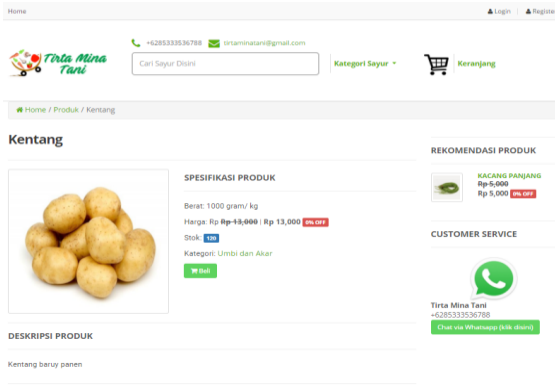 Home
Login
Registe
+6285333536788
tirtaminatani@gmail.com
Tirta Mina
Tani
Cari Sayur Disini
Kategori Sayur
Keranjang
Home / Produk / Kentang
Kentang
SPESIFIKASI PRODUK
Berat: 1000 gram/ kg
Harga: Rp Rp 13,000 | Rp 13,000 0% OFF
Stok: 120
Kategori: Umbi dan Akar
Beli
DESKRIPSI PRODUK
Kentang baruy panen
REKOMENDASI PRODUK
KACANG PANJANG
Rp 5,000
Rp 5,000 0% OFF
CUSTOMER SERVICE
Tirta Mina Tani
+6285333536788
Chat via Whatsapp (klik disini)